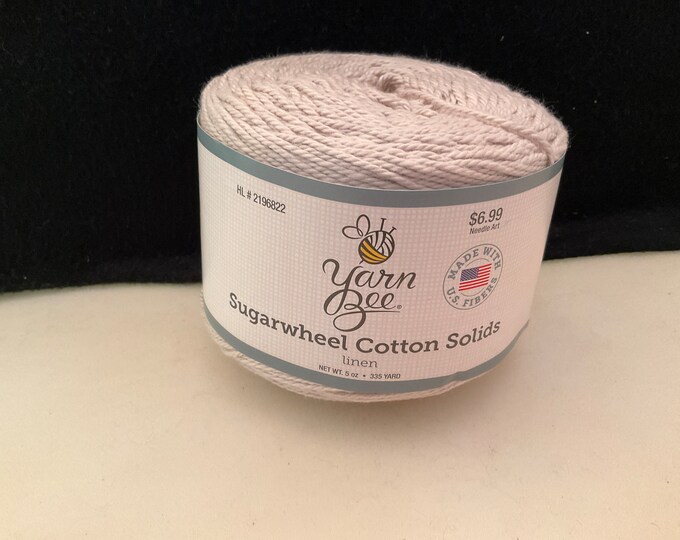 HL # 2196822
$6.99
Needle Art
Yarn
Bee®
MADE WITH
U.S. FIBERS
Sugarwheel Cotton Solids
linen
NET WT. 5 oz • 335 YARD